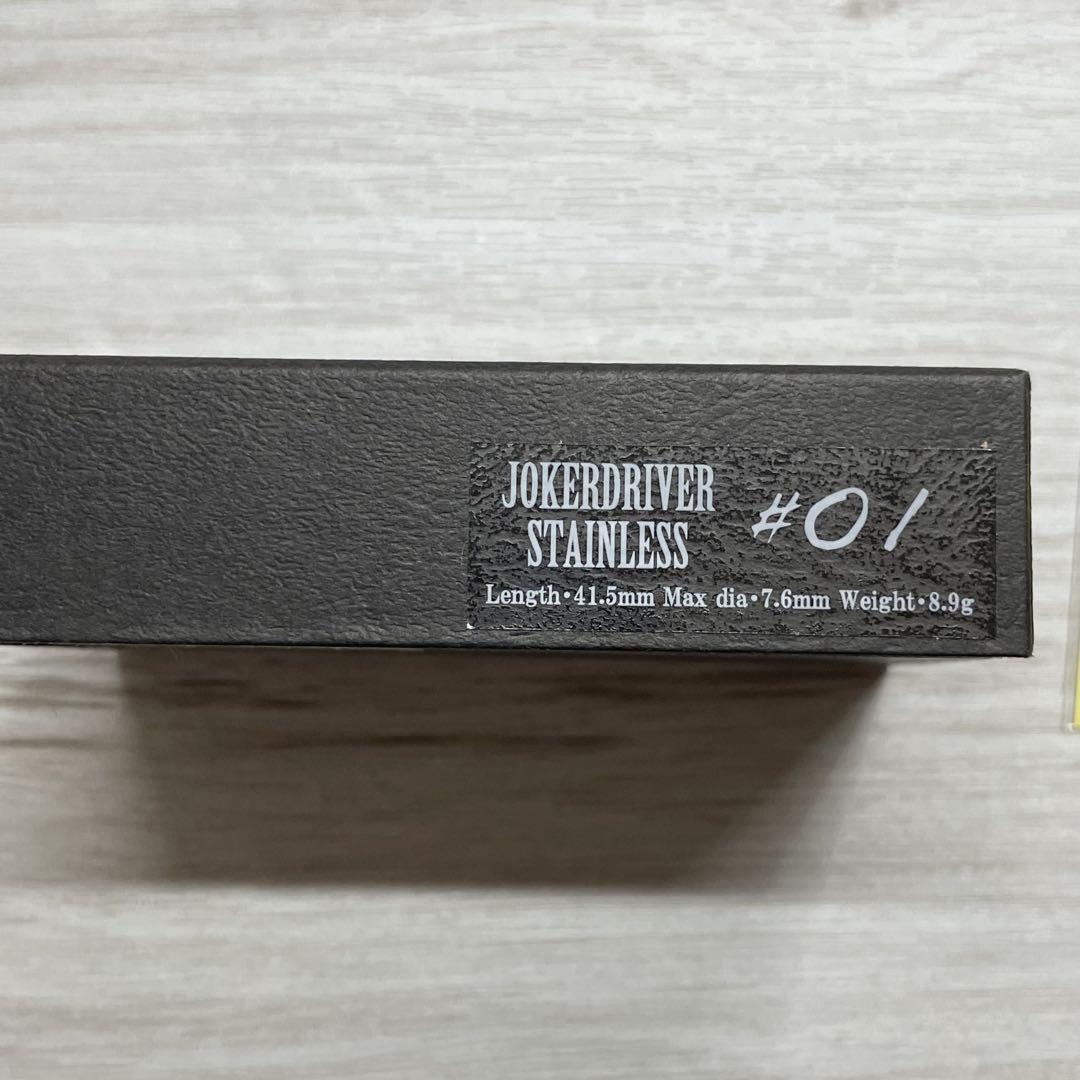 JOKERDRIVER
STAINLESS
#01
Length・41.5mm Max dia・7.6mm Weight・8.9g